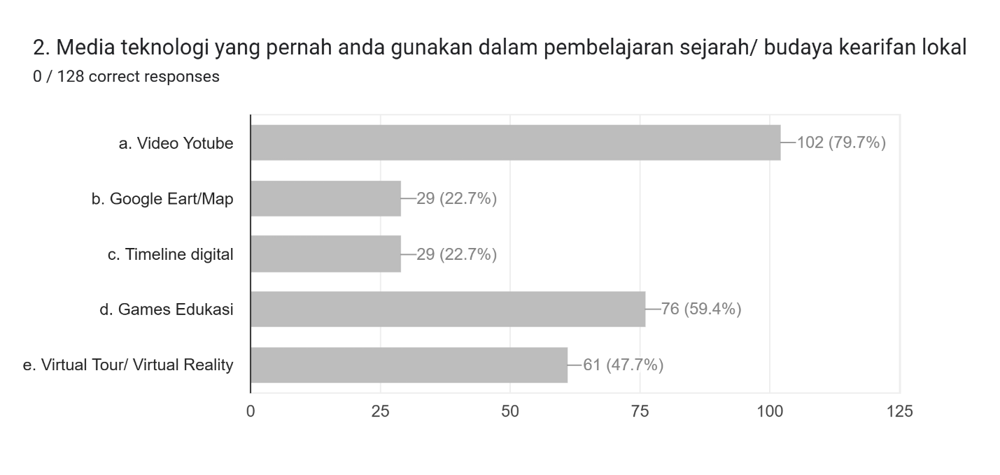 2. Media teknologi yang pernah anda gunakan dalam pembelajaran sejarah/ budaya kearifan lokal
0 / 128 correct responses
a. Video Yotube
102 (79.7%)
b. Google Eart/Map
29 (22.7%)
c. Timeline digital
29 (22.7%)
d. Games Edukasi
76 (59.4%)
e. Virtual Tour/ Virtual Reality
61 (47.7%)
0 25 50 75 100 125